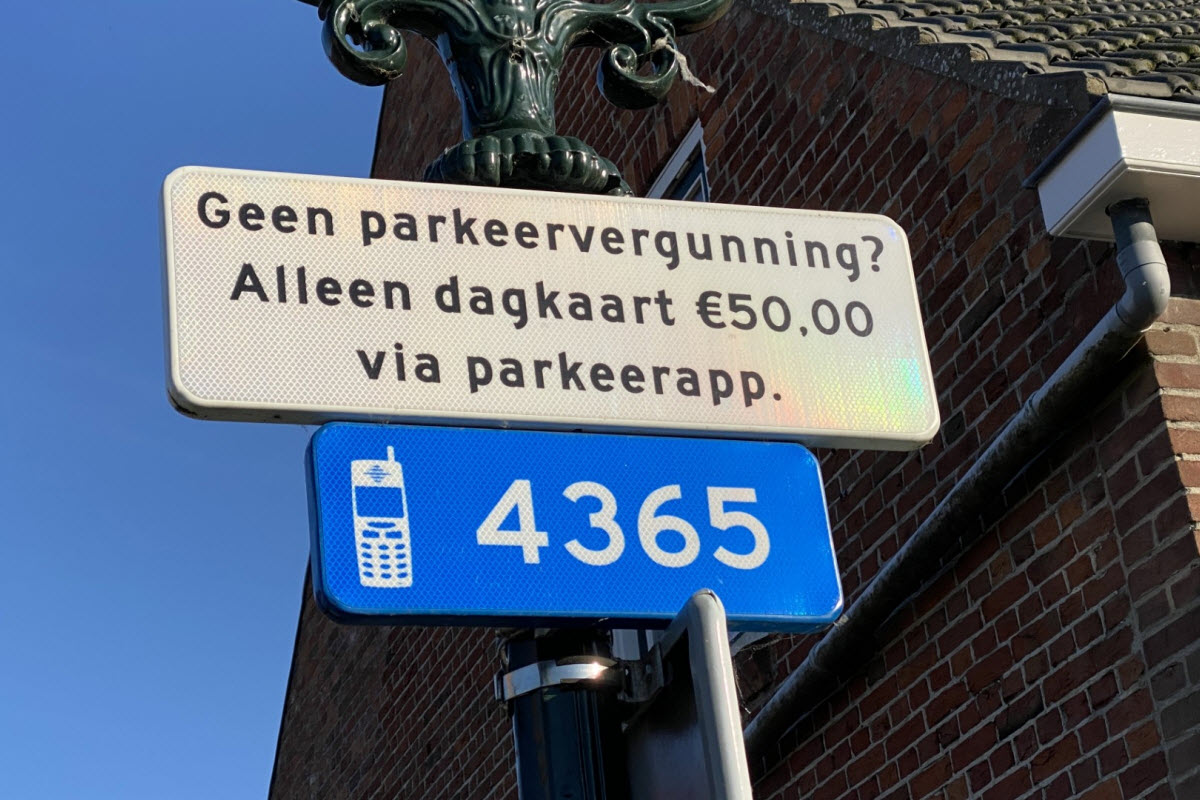 Geen parkeervergunning?
Alleen dagkaart €50,00
via parkeerapp.
4365